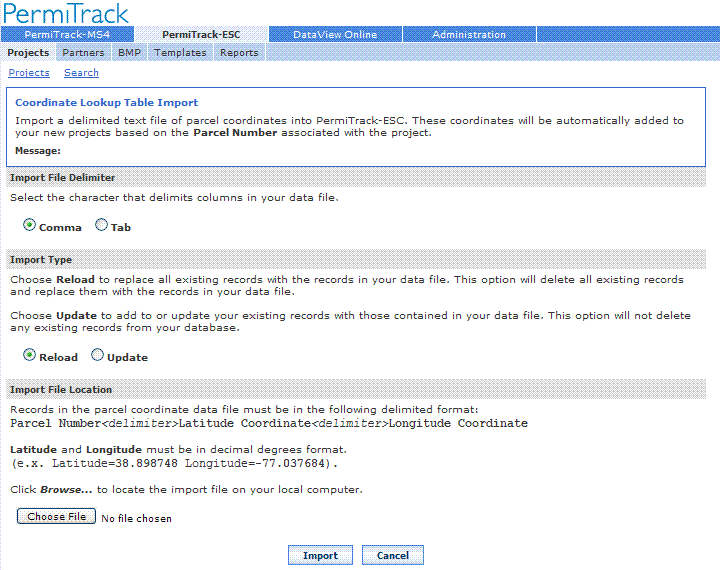 PermiTrack
PermiTrack-MS4 PermiTrack-ESC DataView Online Administration
Projects Partners BMP Templates Reports
Projects Search
Coordinate Lookup Table Import
Import a delimited text file of parcel coordinates into PermiTrack-ESC. These coordinates will be automatically added to
your new projects based on the Parcel Number associated with the project.
Message:
Import File Delimiter
Select the character that delimits columns in your data file.
Comma Tab
Import Type
Choose Reload to replace all existing records with the records in your data file. This option will delete all existing records
and replace them with the records in your data file.
Choose Update to add to or update your existing records with those contained in your data file. This option will not delete
any existing records from your database.
Reload Update
Import File Location
Records in the parcel coordinate data file must be in the following delimited format:
Parcel Number<delimiter>Latitude Coordinate<delimiter>Longitude Coordinate
Latitude and Longitude must be in decimal degrees format.
(e.x. Latitude=38.898748 Longitude=-77.037684).
Click Browse... to locate the import file on your local computer.
Choose File No file chosen
Import Cancel